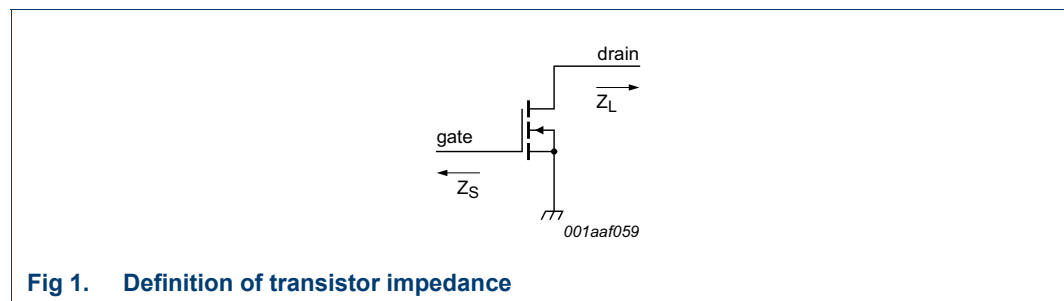 drain
Z_L
gate
Z_S
001aaf059
Fig 1. Definition of transistor impedance